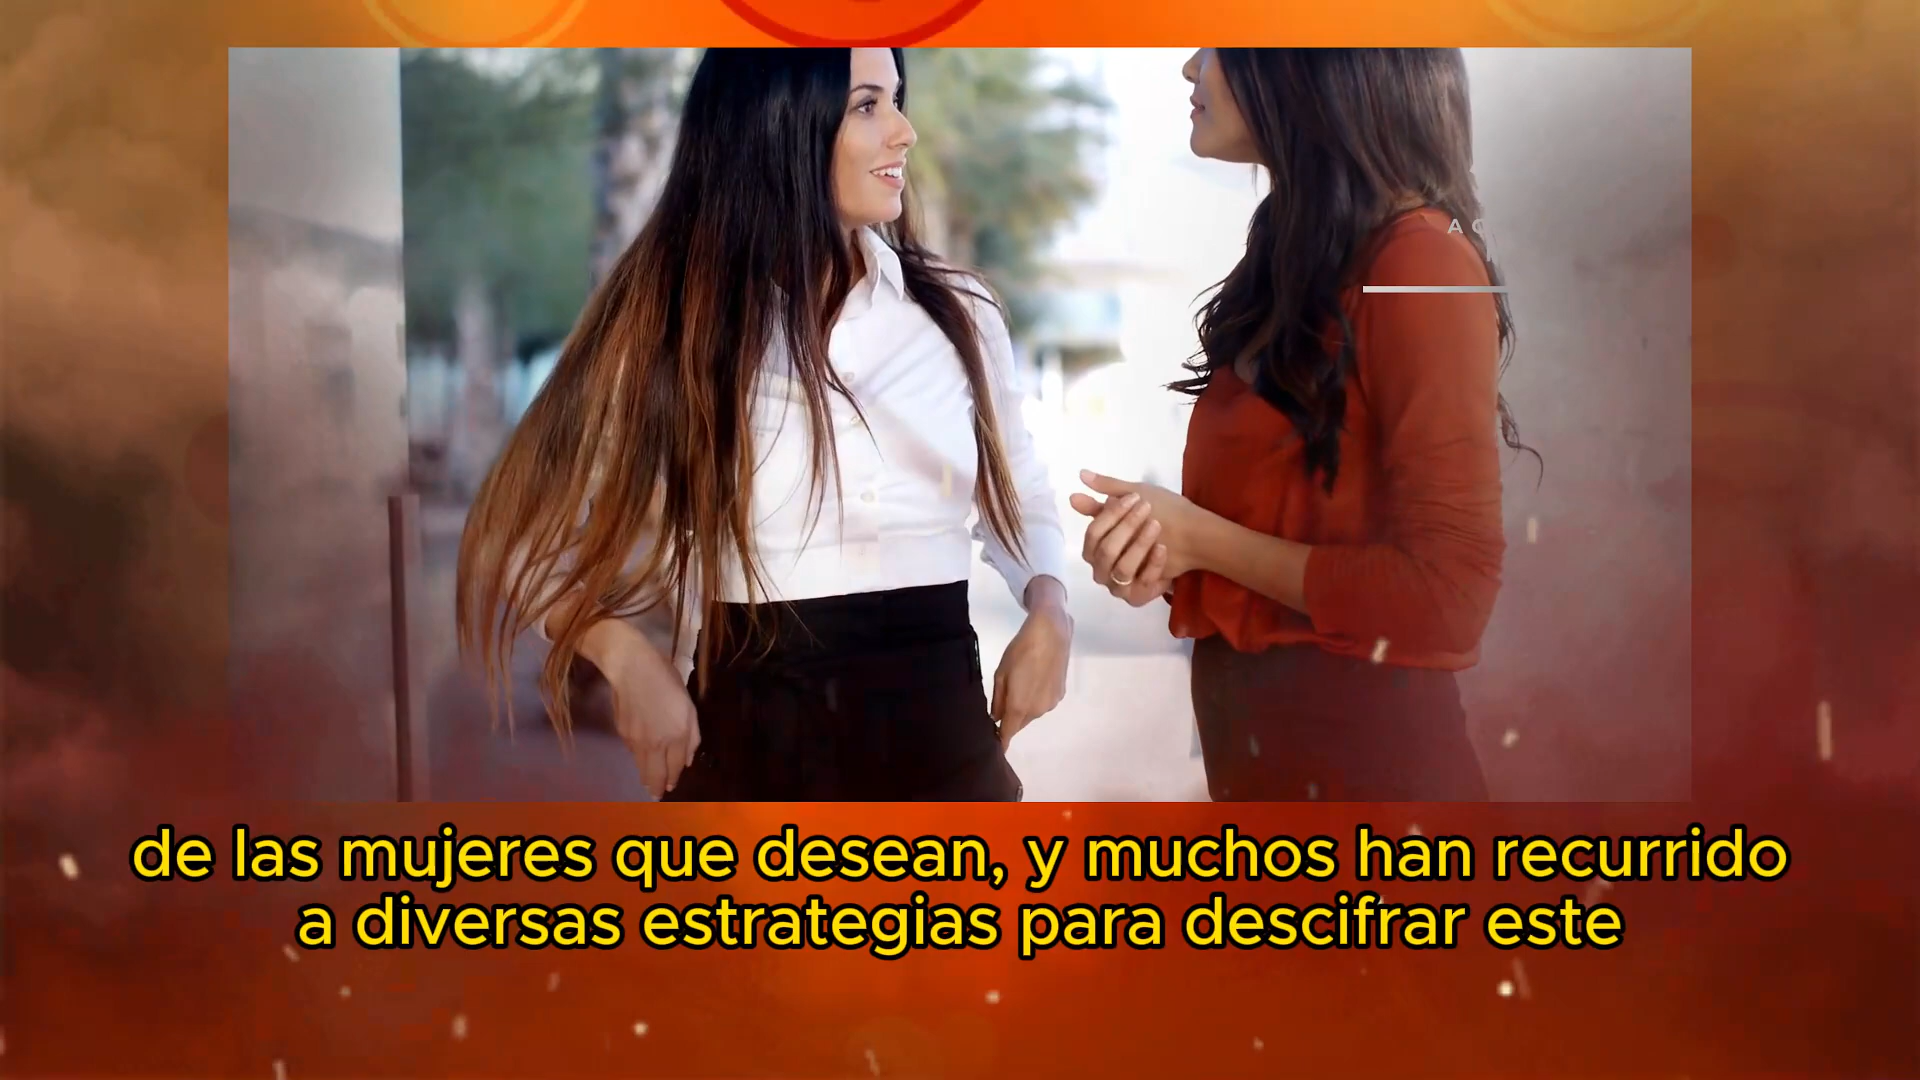 de las mujeres que desean, y muchos han recurrido
a diversas estrategias para descifrar este